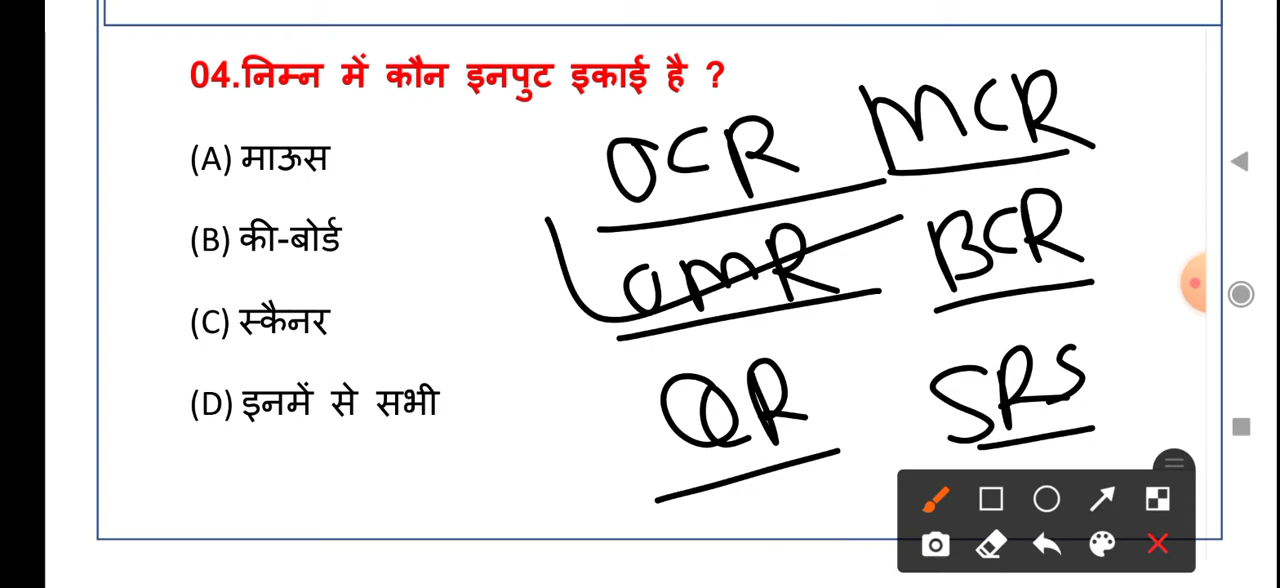 04.निम्न में कौन इनपुट इकाई है ?
(A) माऊस
(B) की-बोर्ड
(C) स्कैनर
(D) इनमें से सभी
OCR MCR
OMR BCR
QR SRS